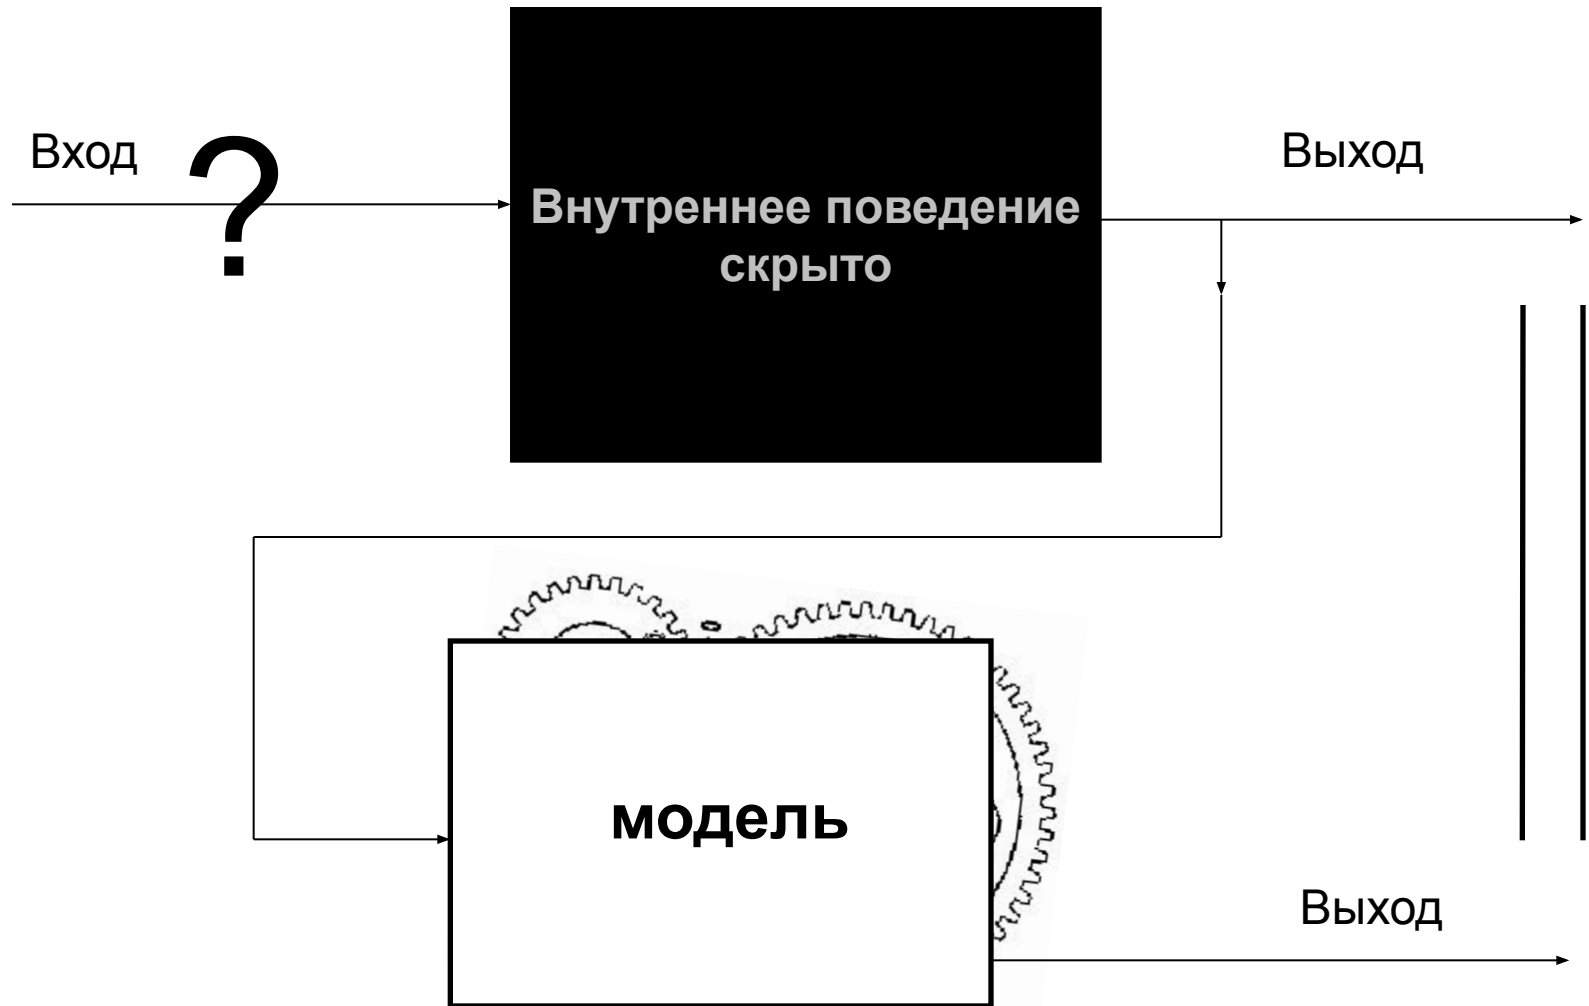 Вход
?
Выход
Внутреннее поведение
скрыто
модель
Выход